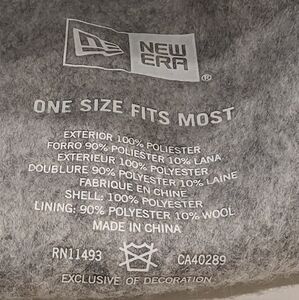 NEW
ERA®
ONE SIZE FITS MOST
EXTERIOR 100% POLIESTER
FORRO 90% POLIESTER 10% LANA
EXTÉRIEUR 100% POLYESTER
DOUBLURE 90% POLYESTER 10% LAINE
FABRIQUÉ EN CHINE
SHELL: 100% POLYESTER
LINING: 90% POLYESTER 10% WOOL
MADE IN CHINA
RN11493 CA40289
EXCLUSIVE OF DECORATION